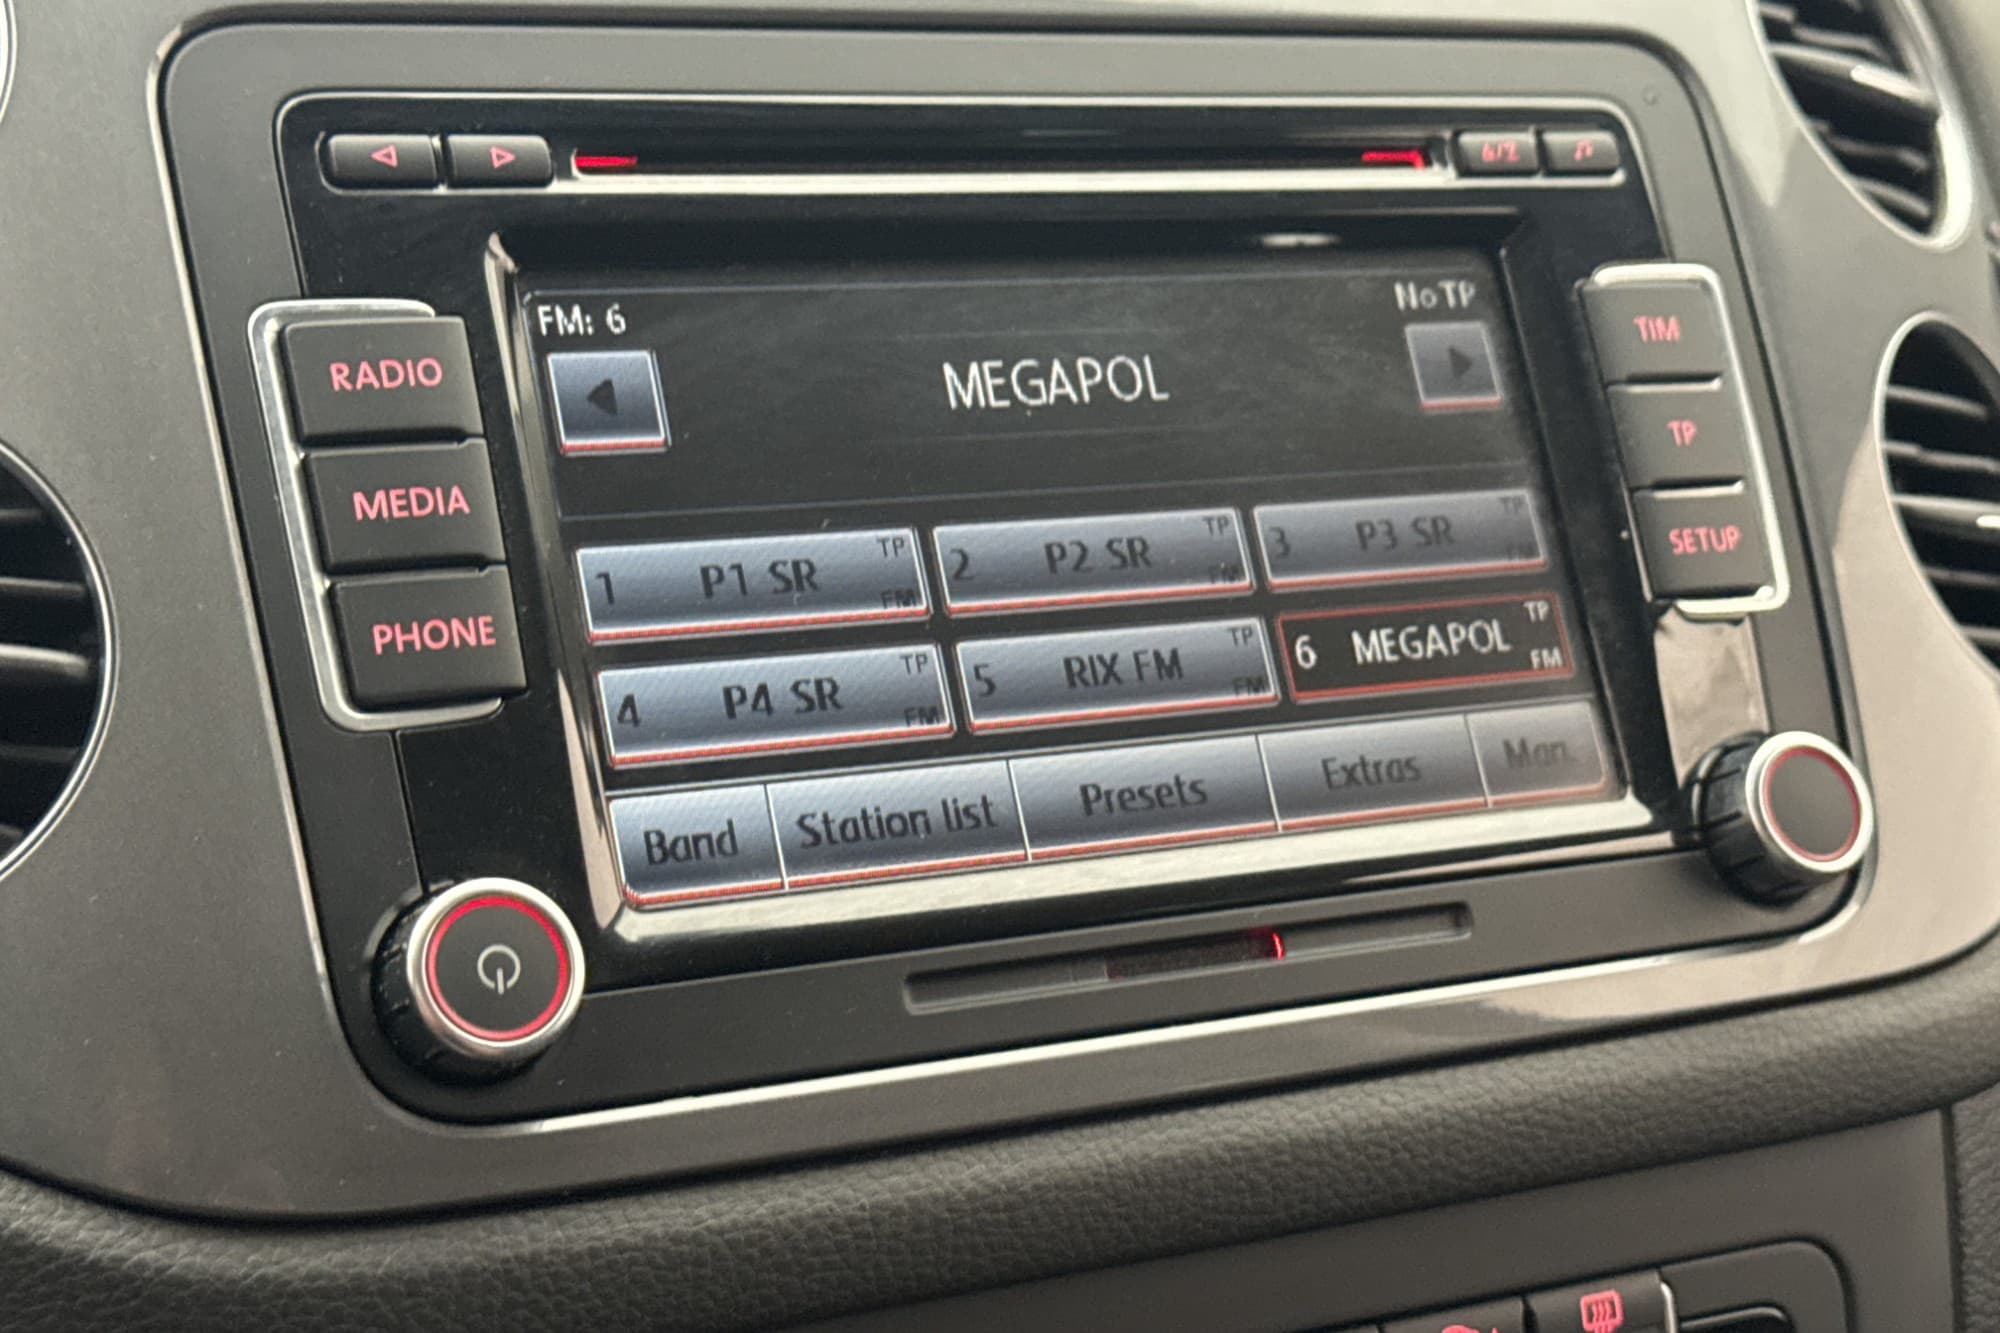 FM: 6
No TP
MEGAPOL
RADIO
MEDIA
PHONE
TIM
TP
SETUP
1 P1 SR TP FM
2 P2 SR TP FM
3 P3 SR TP FM
4 P4 SR TP FM
5 RIX FM TP FM
6 MEGAPOL TP FM
Band
Station list
Presets
Extras
Man.